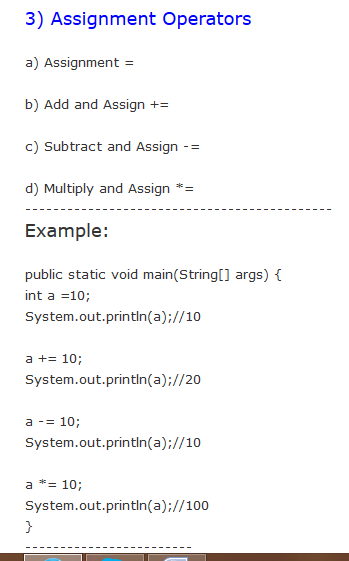 3) Assignment Operators
a) Assignment =
b) Add and Assign +=
c) Subtract and Assign -=
d) Multiply and Assign *=
--------------------------------------------
Example:
public static void main(String[] args) {
int a =10;
System.out.println(a);//10
a += 10;
System.out.println(a);//20
a -= 10;
System.out.println(a);//10
a *= 10;
System.out.println(a);//100
}
------------------------